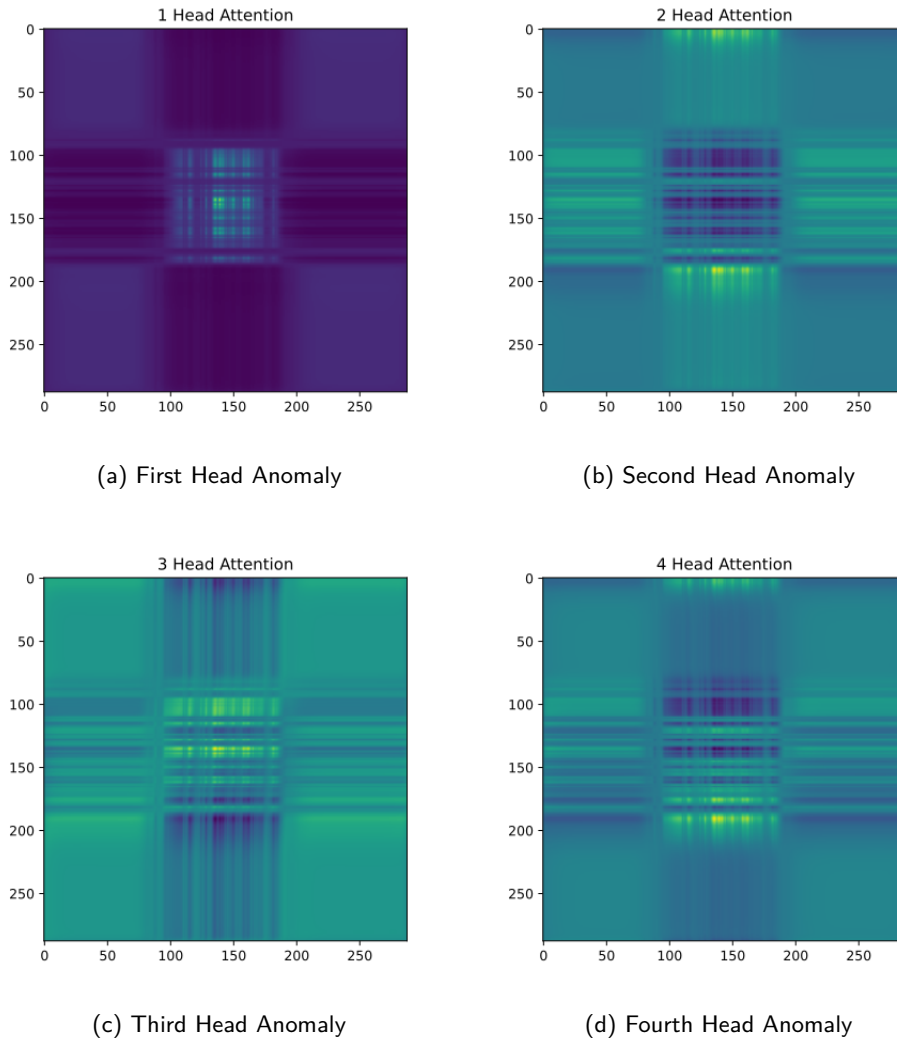 1 Head Attention
0
50
100
150
200
250
0 50 100 150 200 250
(a) First Head Anomaly
2 Head Attention
0
50
100
150
200
250
0 50 100 150 200 250
(b) Second Head Anomaly
3 Head Attention
0
50
100
150
200
250
0 50 100 150 200 250
(c) Third Head Anomaly
4 Head Attention
0
50
100
150
200
250
0 50 100 150 200 250
(d) Fourth Head Anomaly